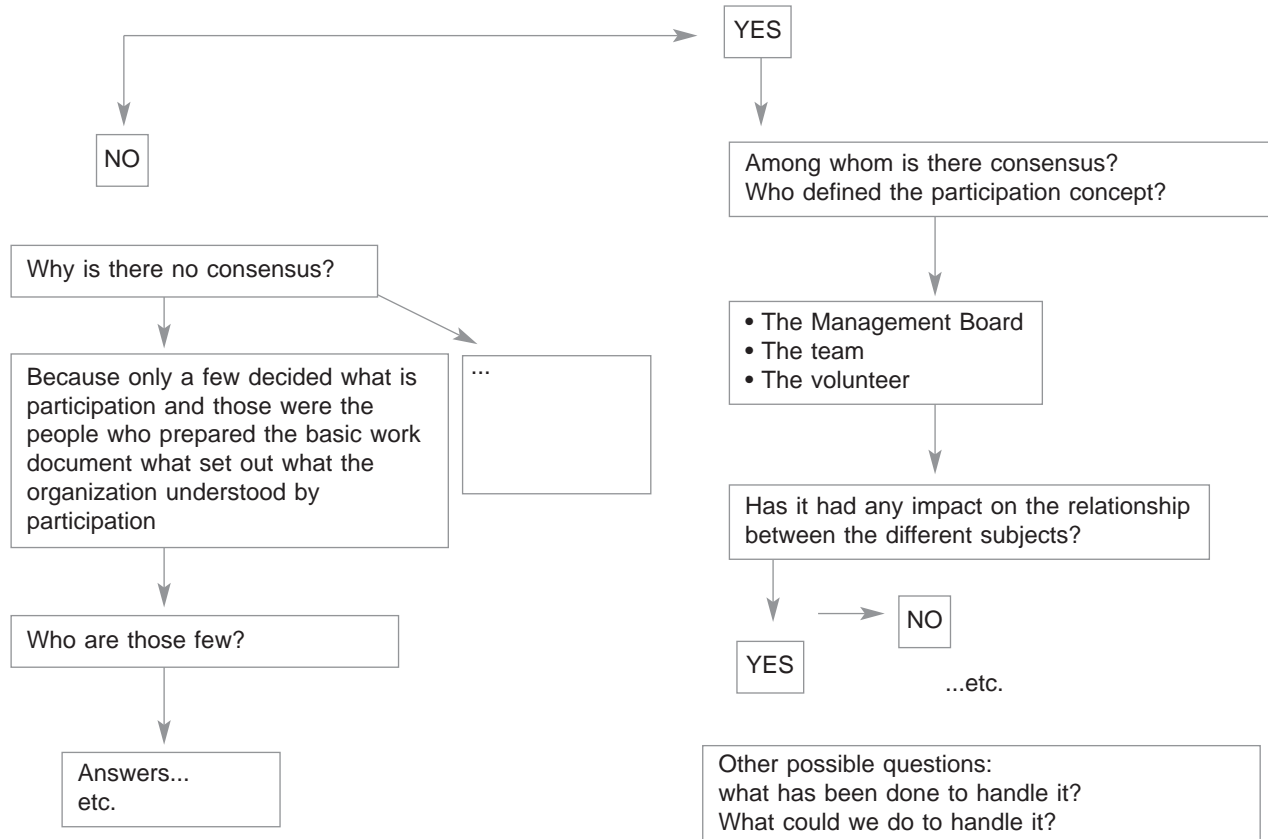 YES
NO
Among whom is there consensus?
Who defined the participation concept?
Why is there no consensus?
• The Management Board
• The team
• The volunteer
Because only a few decided what is
participation and those were the
people who prepared the basic work
document what set out what the
organization understood by
participation
...
Has it had any impact on the relationship
between the different subjects?
Who are those few?
NO
YES
...etc.
Answers...
etc.
Other possible questions:
what has been done to handle it?
What could we do to handle it?